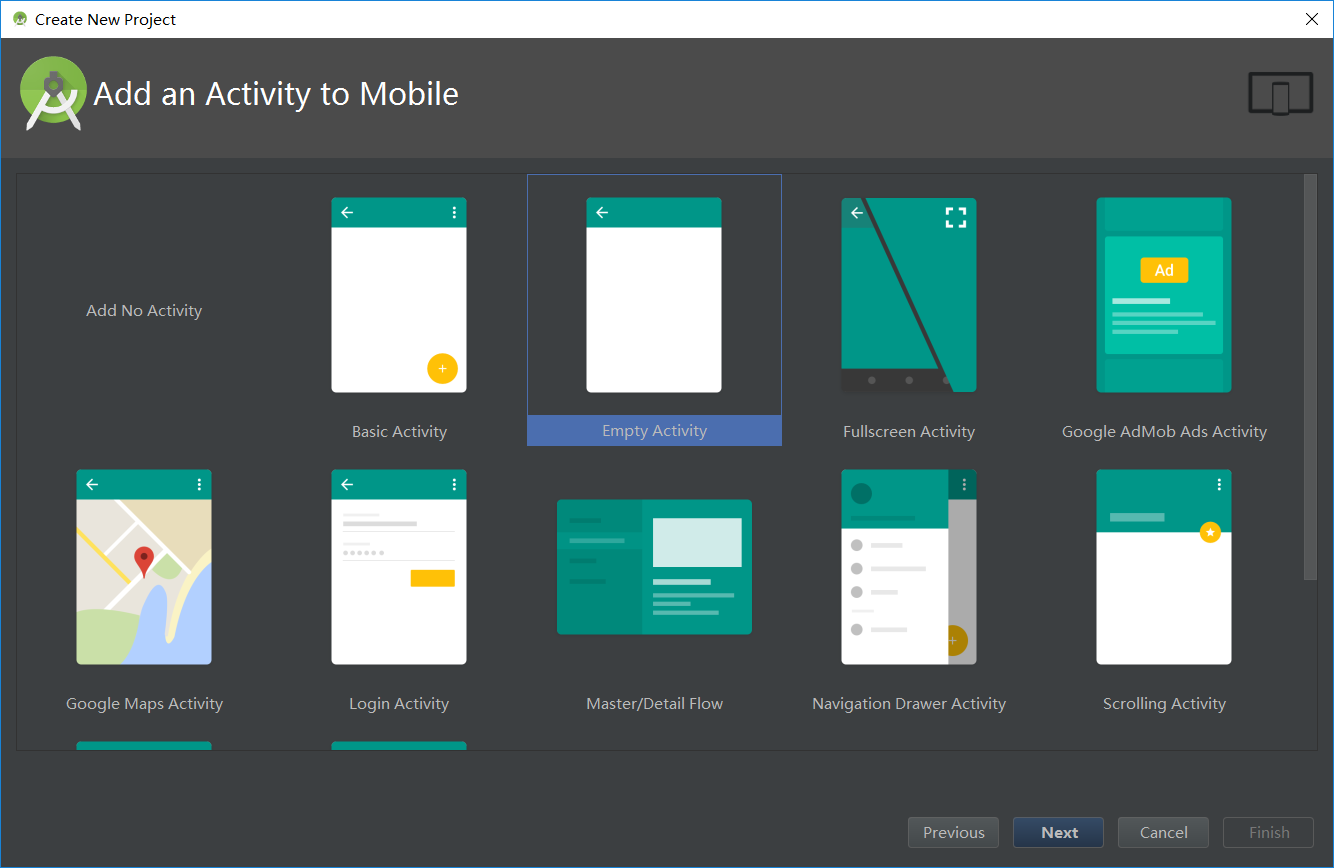 Create New Project
Add an Activity to Mobile
Add No Activity
Basic Activity
Empty Activity
Fullscreen Activity
Ad
Google AdMob Ads Activity
Google Maps Activity
Login Activity
Master/Detail Flow
Navigation Drawer Activity
Scrolling Activity
Previous
Next
Cancel
Finish